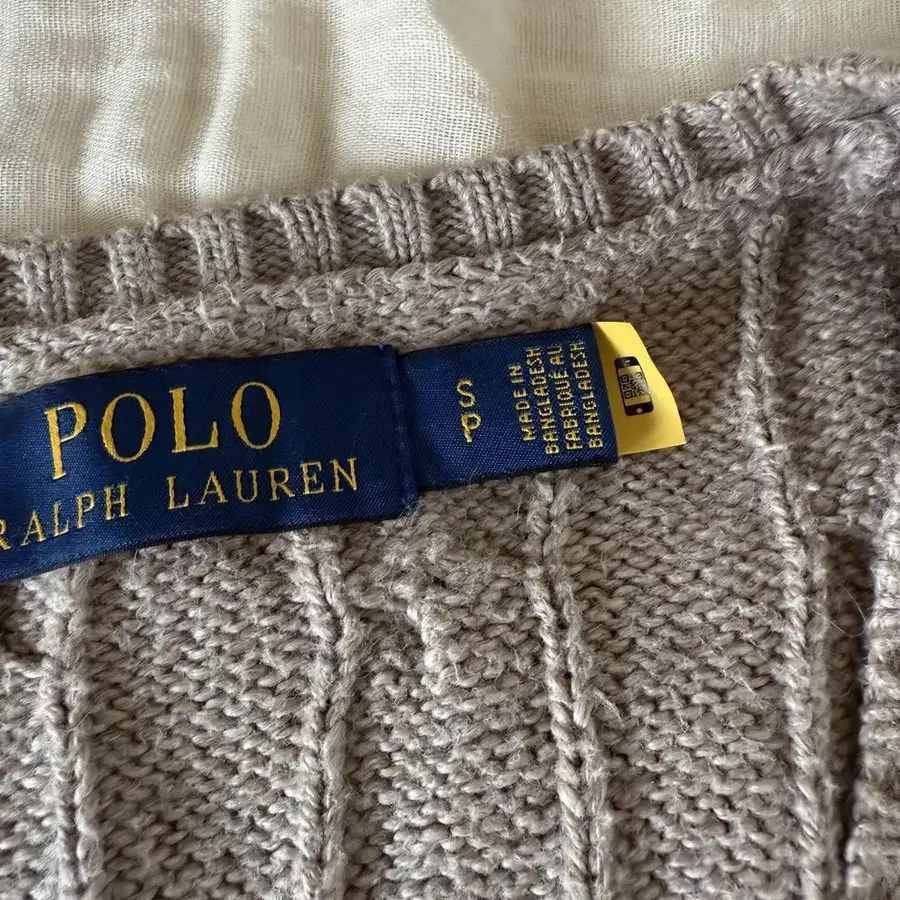 POLO
RALPH LAUREN
S
P
MADE IN
BANGLADESH
FABRIQUÉ AU
BANGLADESH